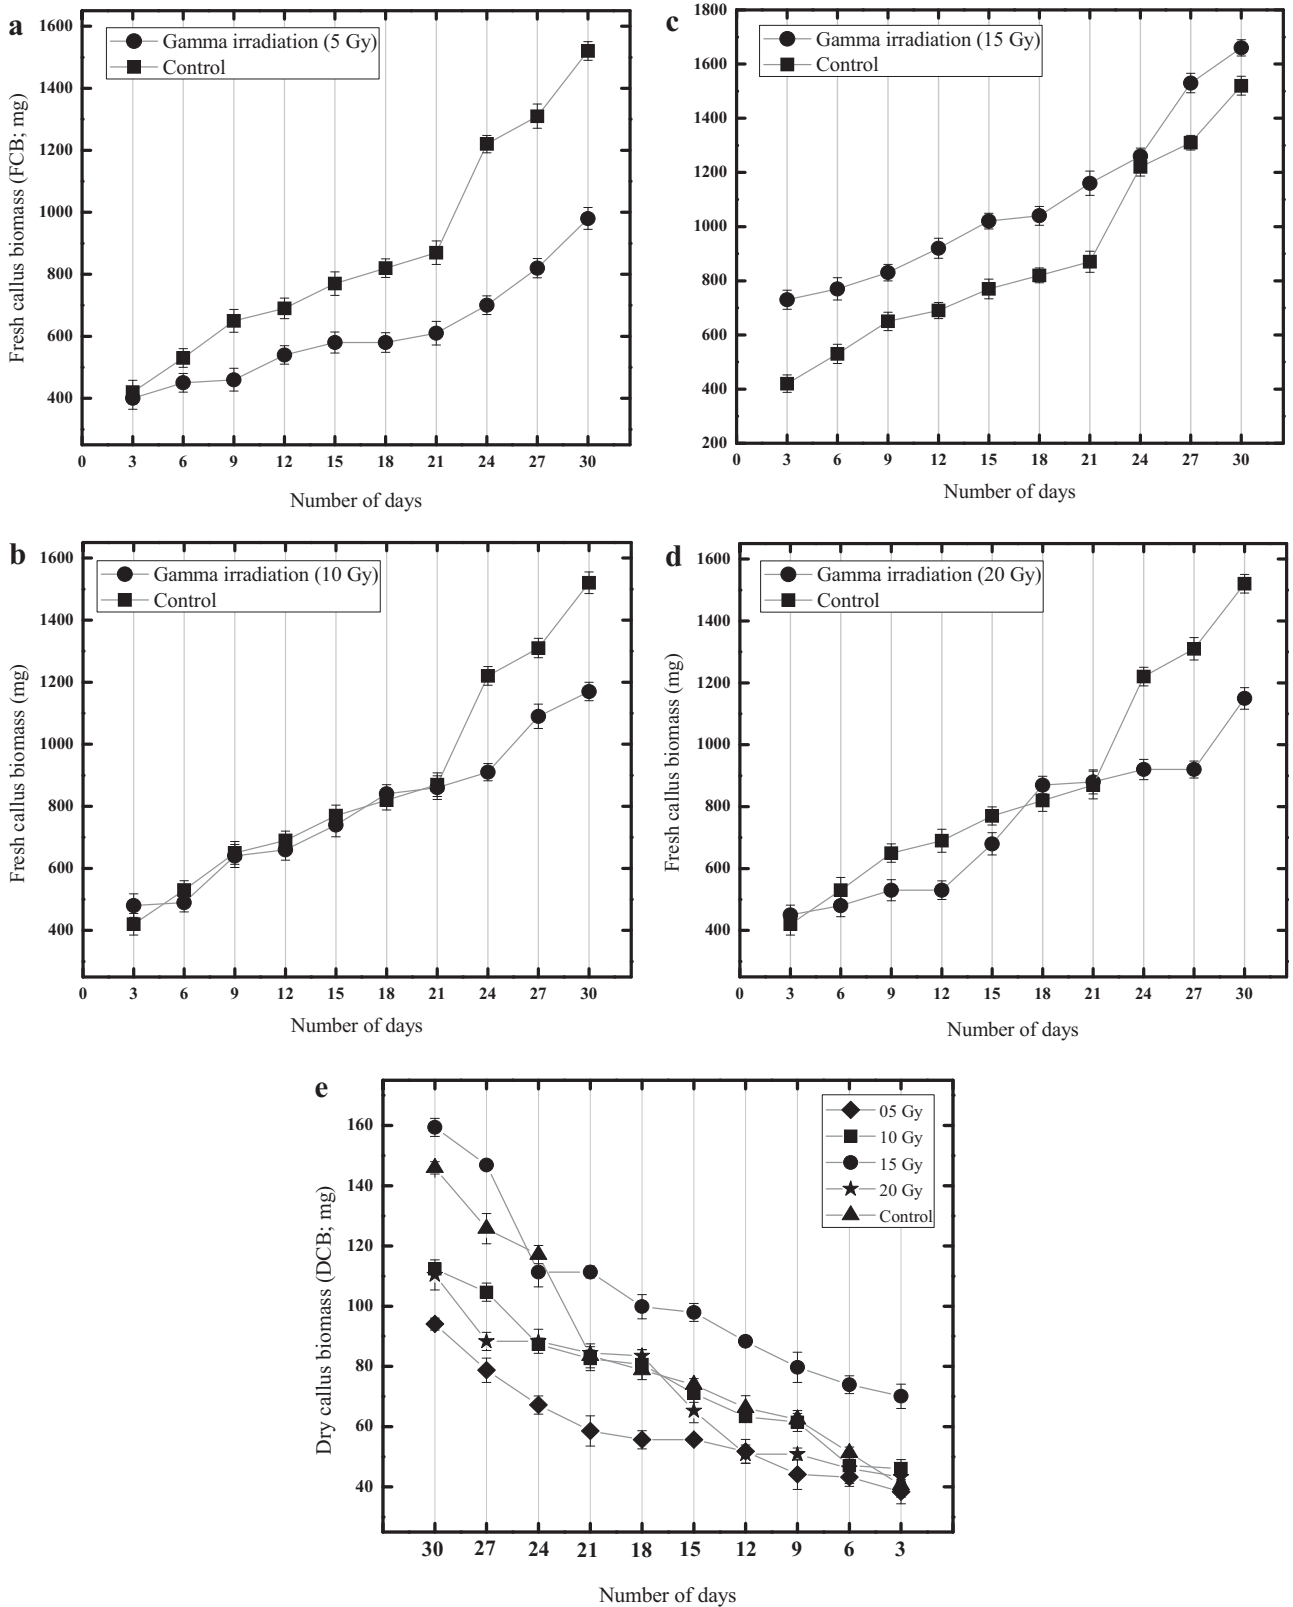 a
Gamma irradiation (5 Gy)
Control
Fresh callus biomass (FCB; mg)
1600
1400
1200
1000
800
600
400
0 3 6 9 12 15 18 21 24 27 30
Number of days
c
Gamma irradiation (15 Gy)
Control
1800
1600
1400
1200
1000
800
600
400
200
0 3 6 9 12 15 18 21 24 27 30
Number of days
b
Gamma irradiation (10 Gy)
Control
Fresh callus biomass (mg)
1600
1400
1200
1000
800
600
400
0 3 6 9 12 15 18 21 24 27 30
Number of days
d
Gamma irradiation (20 Gy)
Control
Fresh callus biomass (mg)
1600
1400
1200
1000
800
600
400
0 3 6 9 12 15 18 21 24 27 30
Number of days
e
05 Gy
10 Gy
15 Gy
20 Gy
Control
Dry callus biomass (DCB; mg)
160
140
120
100
80
60
40
30 27 24 21 18 15 12 9 6 3
Number of days